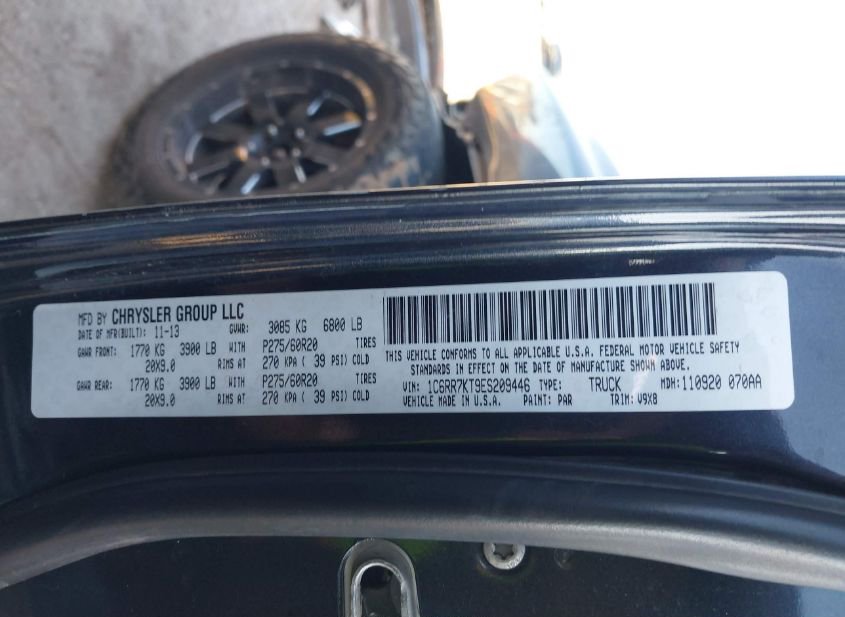 MFD BY CHRYSLER GROUP LLC
DATE OF MFR(BUILT): 11-13 GVWR: 3085 KG 6800 LB
GAWR FRONT: 1770 KG 3900 LB WITH P275/60R20 TIRES
20X9.0 RIMS AT 270 KPA ( 39 PSI) COLD
GAWR REAR: 1770 KG 3900 LB WITH P275/60R20 TIRES
20X9.0 RIMS AT 270 KPA ( 39 PSI) COLD
THIS VEHICLE CONFORMS TO ALL APPLICABLE U.S.A. FEDERAL MOTOR VEHICLE SAFETY
STANDARDS IN EFFECT ON THE DATE OF MANUFACTURE SHOWN ABOVE.
VIN: 1C6RR7KT9ES209446 TYPE: TRUCK MDH: 110920 070AA
VEHICLE MADE IN U.S.A. PAINT: PAR TRIM: V9X8